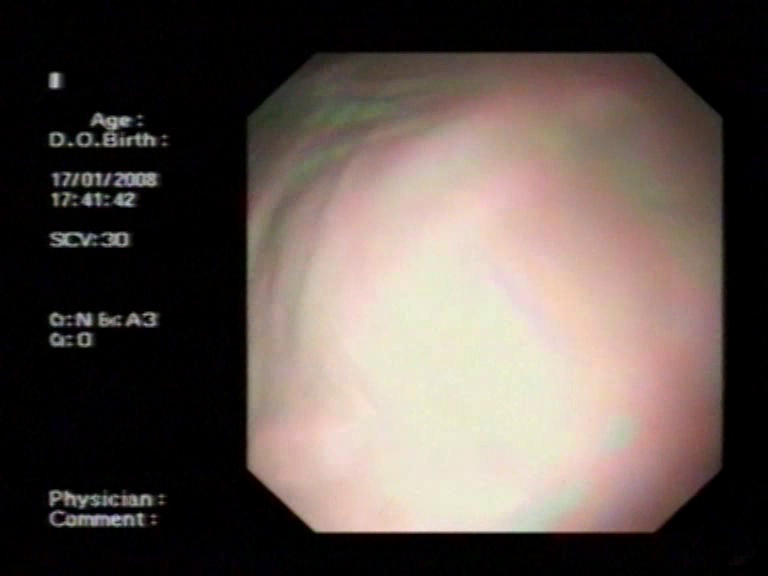 Age:
D.O.Birth:
17/01/2008
17:41:42
SCV:30
Physician:
Comment: